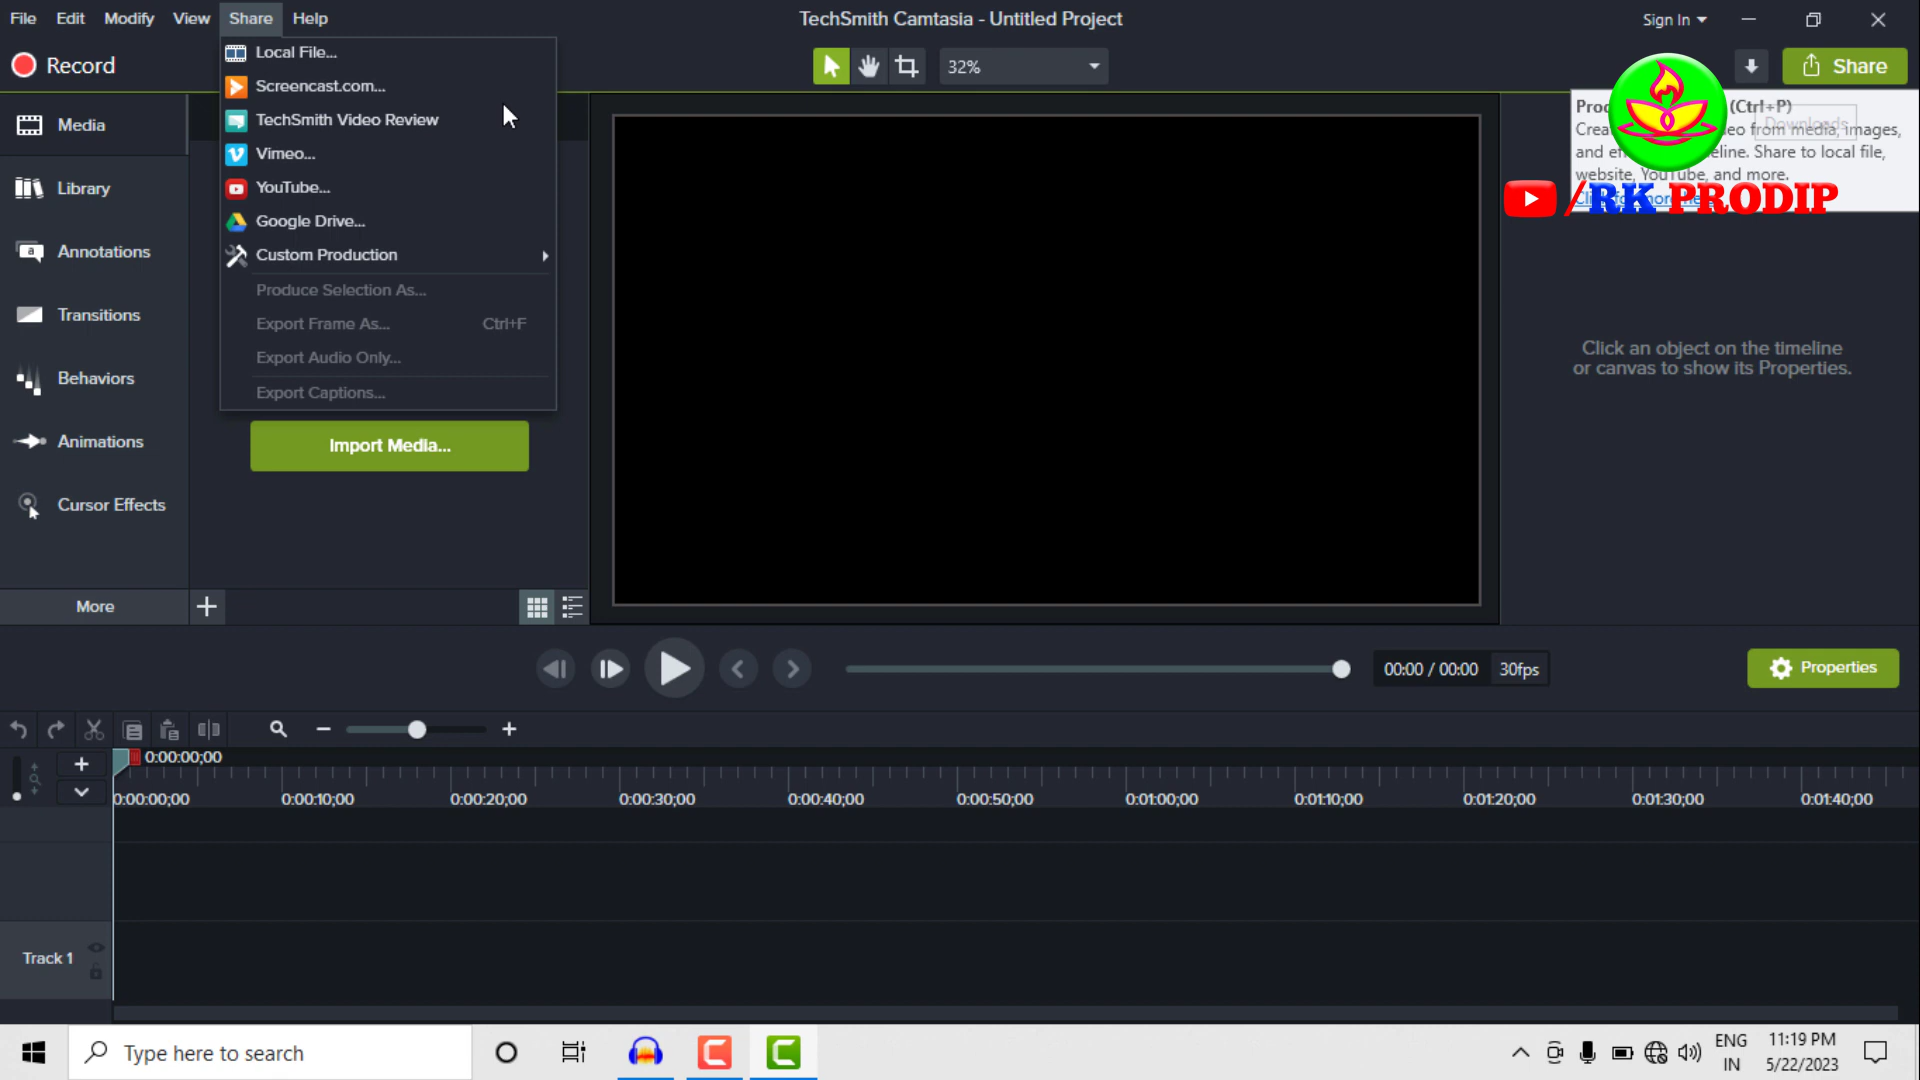 File Edit Modify View Share Help
TechSmith Camtasia - Untitled Project
Sign In
Record
32%
Share
Local File...
Screencast.com...
TechSmith Video Review
Vimeo...
YouTube...
Google Drive...
Custom Production
Produce Selection As...
Export Frame As... Ctrl+F
Export Audio Only...
Export Captions...
Import Media...
Media
Library
Annotations
Transitions
Behaviors
Animations
Cursor Effects
More
(Ctrl+P)
Downloads
from media, images,
Share to local file,
website, YouTube, and more.
/RK PRODIP
Click an object on the timeline
or canvas to show its Properties.
00:00 / 00:00 30fps
Properties
0:00:00;00
0:00:00;00 0:00:10;00 0:00:20;00 0:00:30;00 0:00:40;00 0:00:50;00 0:01:00;00 0:01:10;00 0:01:20;00 0:01:30;00 0:01:40;00
Track 1
Type here to search
ENG
IN
11:19 PM
5/22/2023